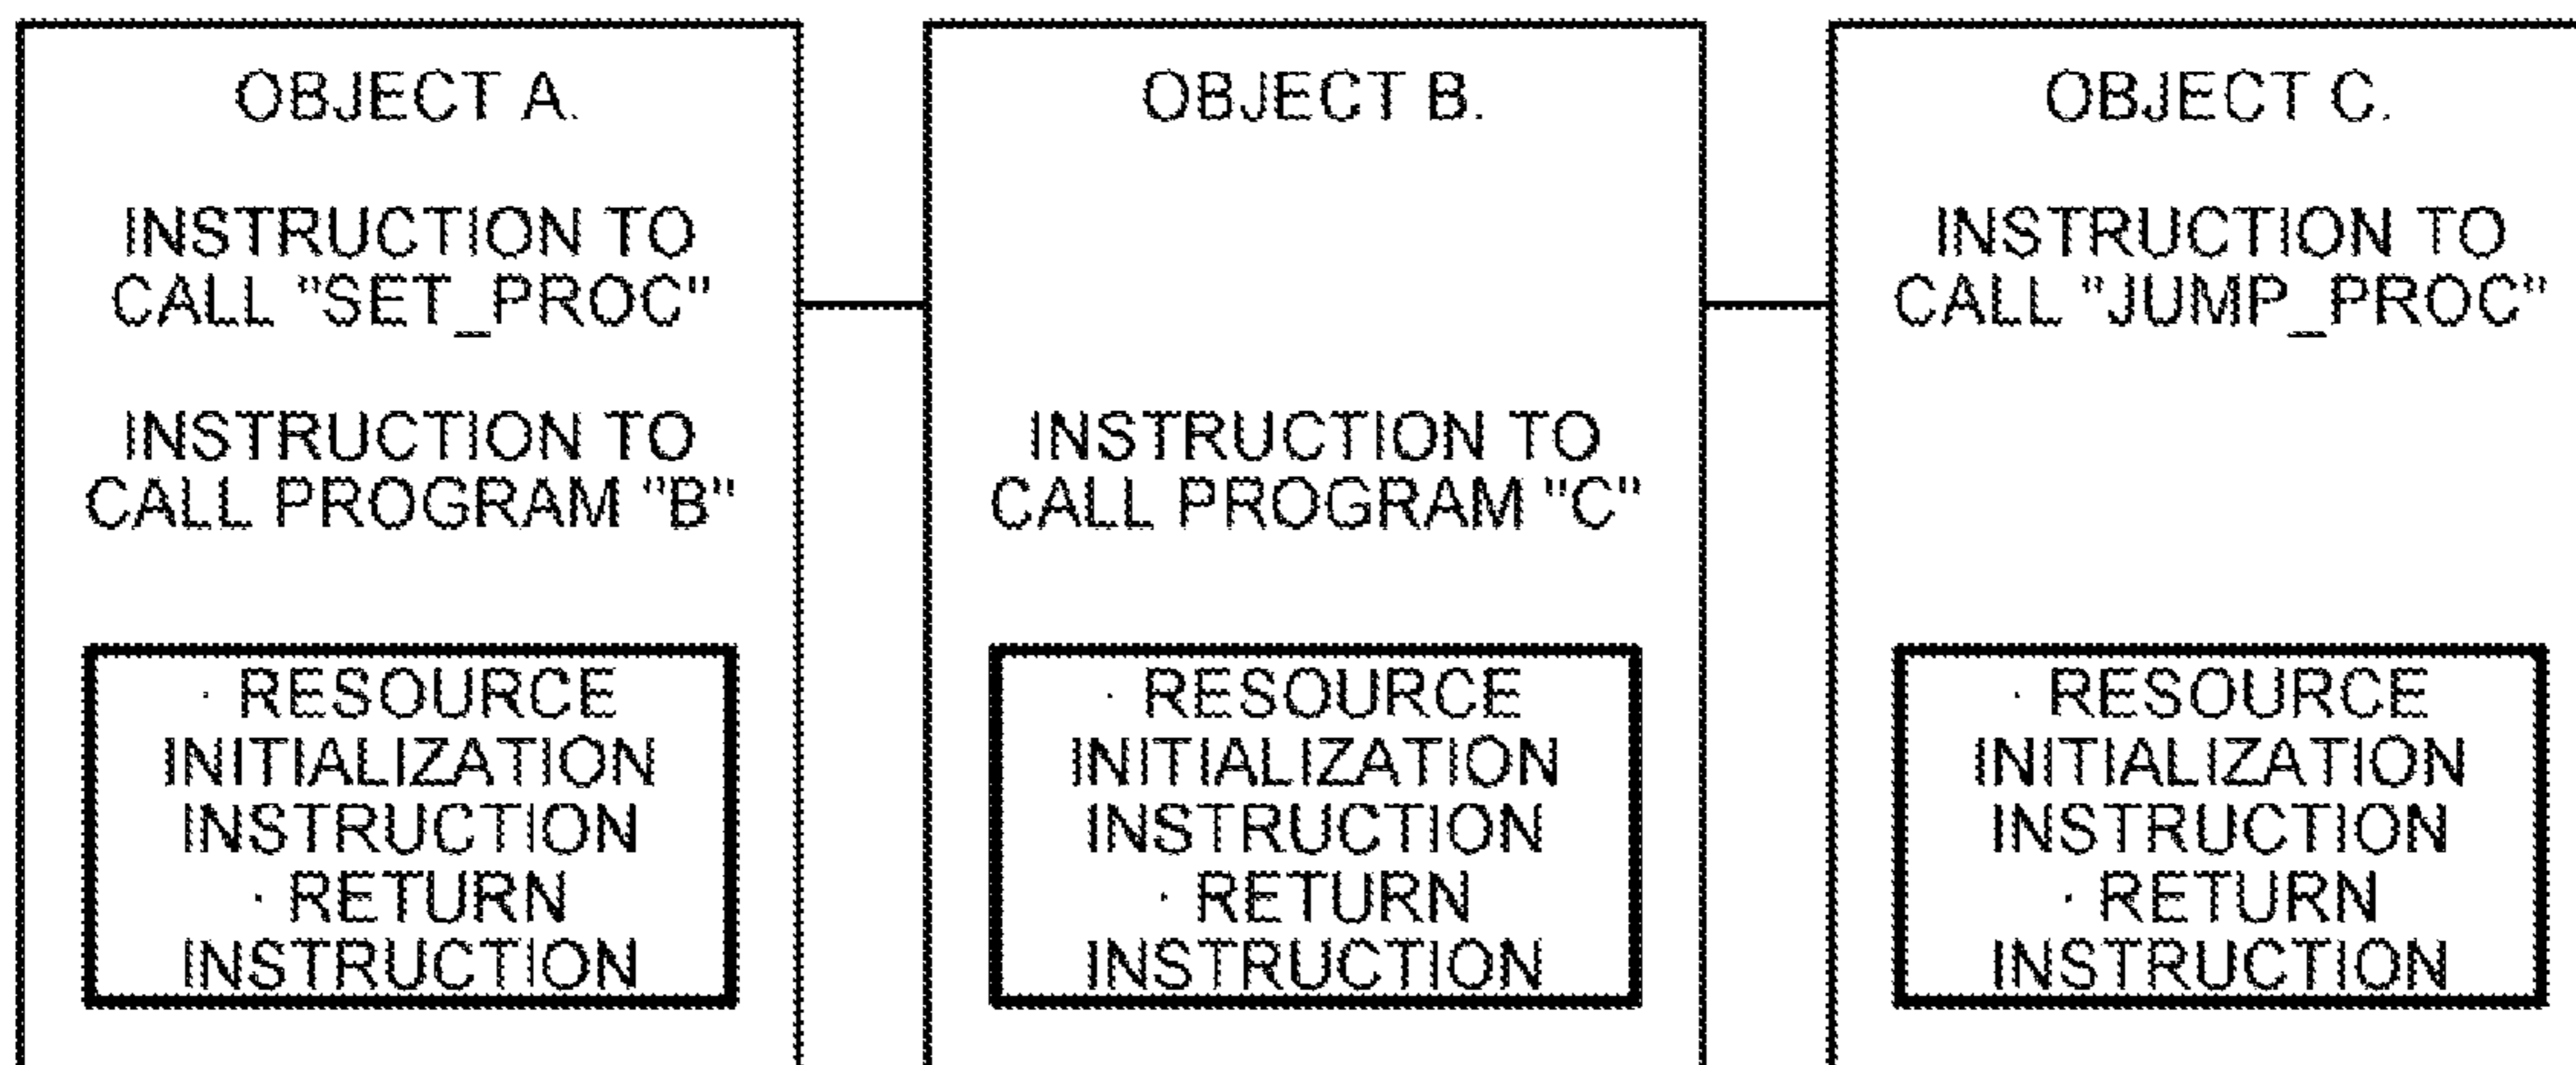 OBJECT A.
INSTRUCTION TO
CALL "SET_PROC"
INSTRUCTION TO
CALL PROGRAM "B"
· RESOURCE
INITIALIZATION
INSTRUCTION
· RETURN
INSTRUCTION
OBJECT B.
INSTRUCTION TO
CALL PROGRAM "C"
· RESOURCE
INITIALIZATION
INSTRUCTION
· RETURN
INSTRUCTION
OBJECT C.
INSTRUCTION TO
CALL "JUMP_PROC"
· RESOURCE
INITIALIZATION
INSTRUCTION
· RETURN
INSTRUCTION